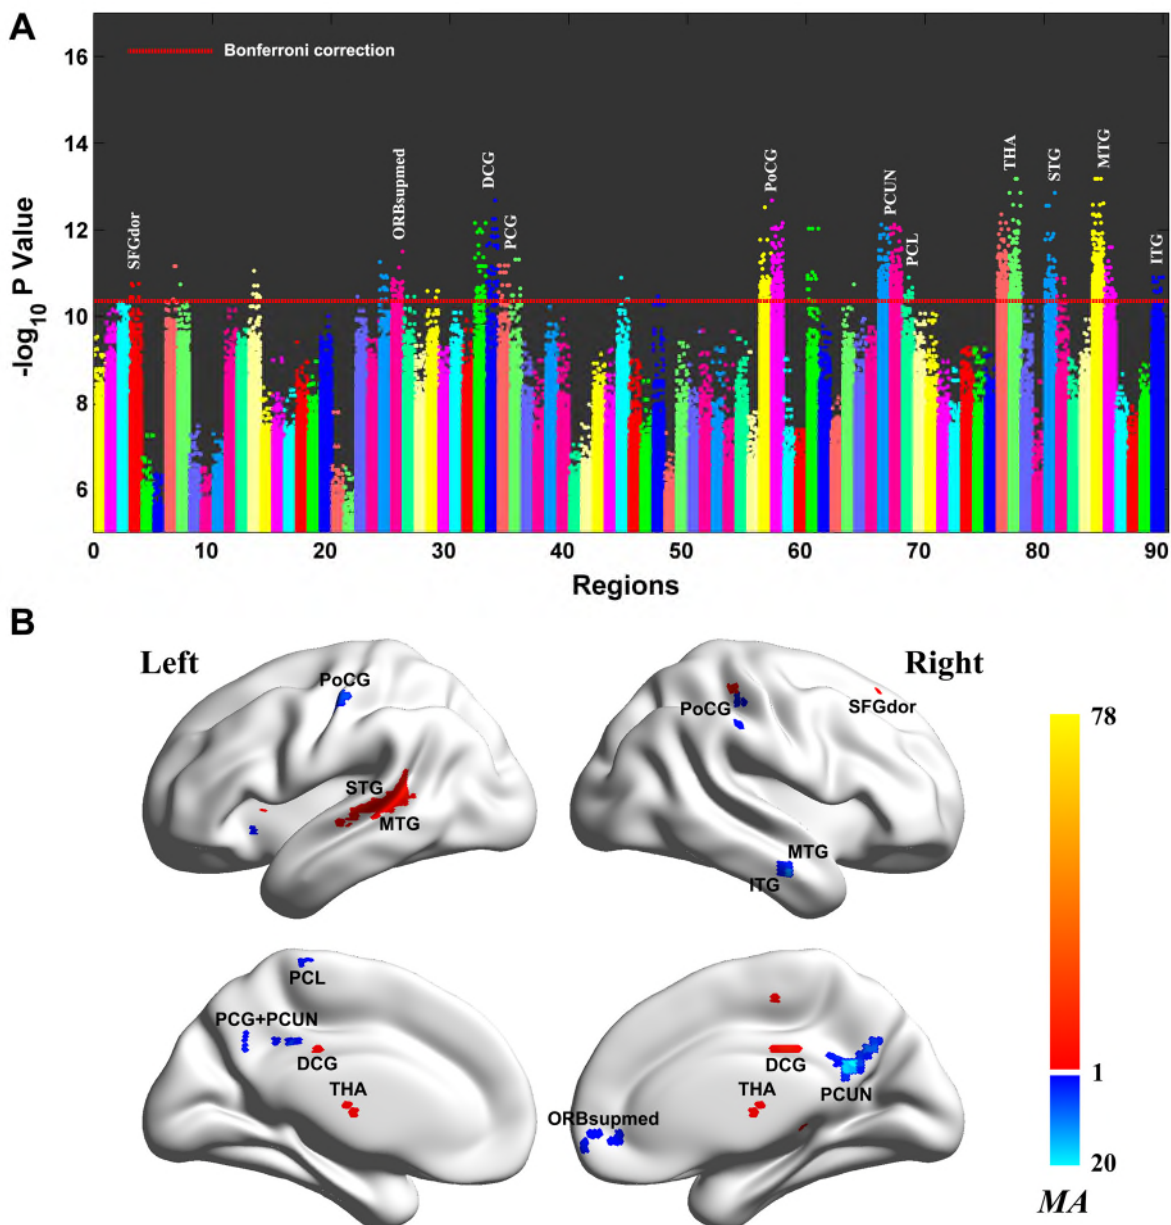 A
Bonferroni correction
16
14
12
10
8
6
-log10 P Value
SFGdor
ORBsupmed
DCG
PCG
PoCG
PCUN
PCL
THA
STG
MTG
ITG
0 10 20 30 40 50 60 70 80 90
Regions
B
Left
Right
PoCG
PoCG
SFGdor
STG
MTG
MTG
ITG
78
1
20
MA
PCL
PCG+PCUN
DCG
THA
DCG
THA
PCUN
ORBsupmed